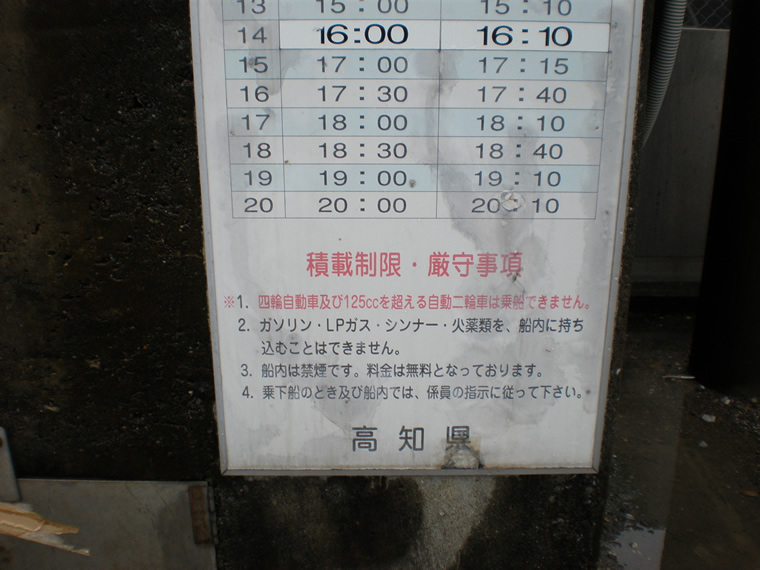 13 15:00 15:10
14 16:00 16:10
15 17:00 17:15
16 17:30 17:40
17 18:00 18:10
18 18:30 18:40
19 19:00 19:10
20 20:00 20:10
積載制限・厳守事項
※1. 四輪自動車及び125ccを超える自動二輪車は乗船できません。
2. ガソリン・LPガス・シンナー・火薬類を、船内に持ち
込むことはできません。
3. 船内は禁煙です。料金は無料となっております。
4. 乗下船のとき及び船内では、係員の指示に従って下さい。
高知県